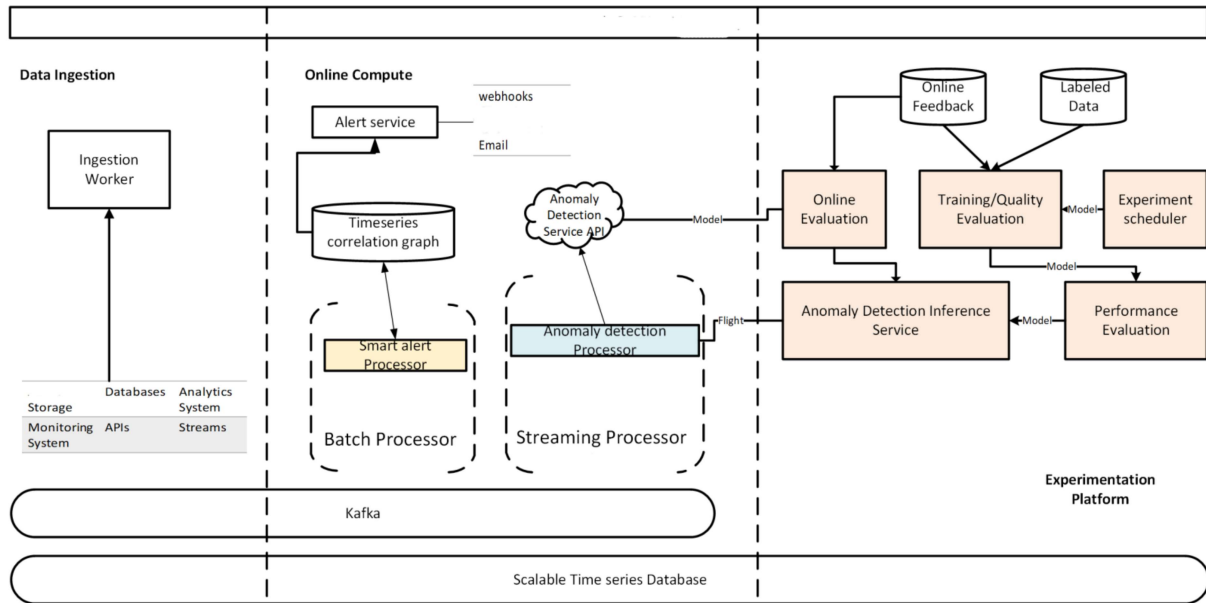 Data Ingestion
Online Compute
webhooks
Alert service
Email
Online
Feedback
Labeled
Data
Ingestion
Worker
Timeseries
correlation graph
Anomaly
Detection
Service API
Model
Online
Evaluation
Training/Quality
Evaluation
Model
Experiment
scheduler
Model
Smart alert
Processor
Anomaly detection
Processor
Flight
Anomaly Detection Inference
Service
Model
Performance
Evaluation
Storage
Databases
Analytics
System
Monitoring
System
APIs
Streams
Batch Processor
Streaming Processor
Experimentation
Platform
Kafka
Scalable Time series Database